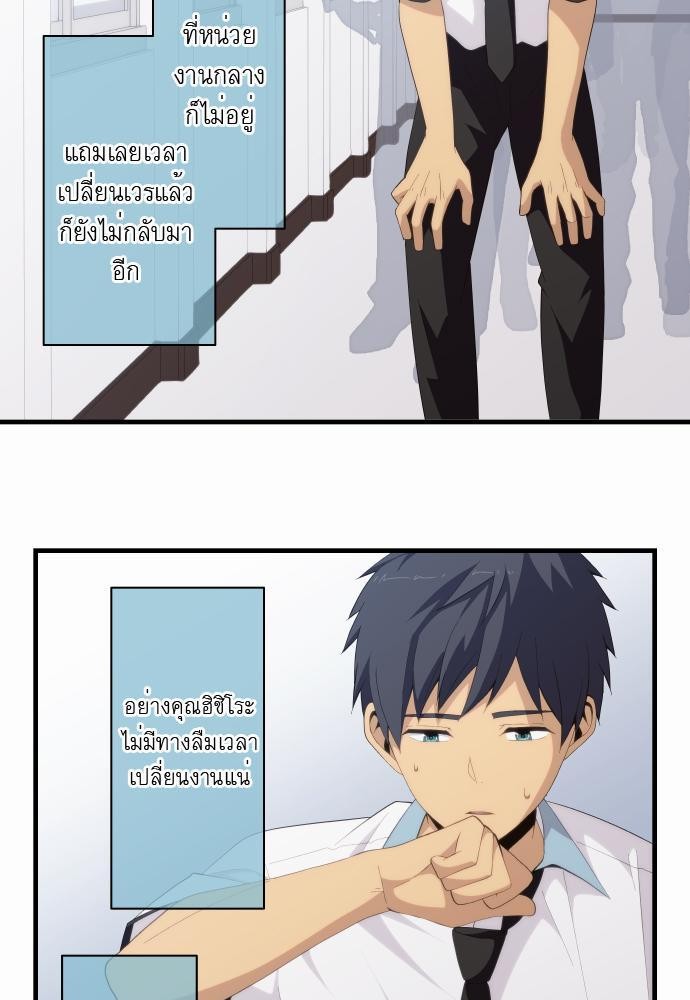 ที่หน่วย
งานกลาง
ก็ไม่อยู่
แถมเลยเวลา
เปลี่ยนเวรแล้ว
ก็ยังไม่กลับมา
อีก
อย่างคุณฮิชิโระ
ไม่มีทางลืมเวลา
เปลี่ยนงานแน่